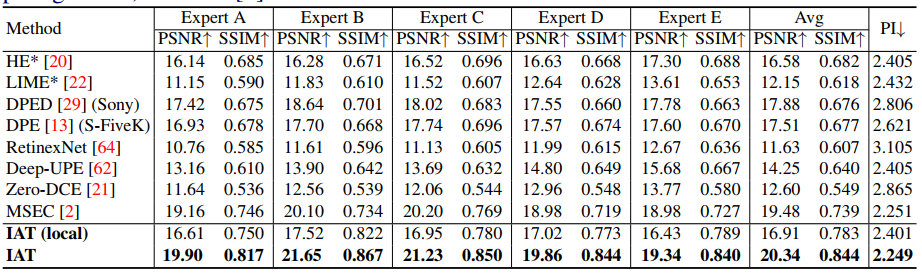 Method Expert A Expert B Expert C Expert D Expert E Avg PI↓
PSNR↑ SSIM↑ PSNR↑ SSIM↑ PSNR↑ SSIM↑ PSNR↑ SSIM↑ PSNR↑ SSIM↑ PSNR↑ SSIM↑
HE* [20] 16.14 0.685 16.28 0.671 16.52 0.696 16.63 0.668 17.30 0.688 16.58 0.682 2.405
LIME* [22] 11.15 0.590 11.83 0.610 11.52 0.607 12.64 0.628 13.61 0.653 12.15 0.618 2.432
DPED [29] (Sony) 17.42 0.675 18.64 0.701 18.02 0.683 17.55 0.660 17.78 0.663 17.88 0.676 2.806
DPE [13] (S-FiveK) 16.93 0.678 17.70 0.668 17.74 0.696 17.57 0.674 17.60 0.670 17.51 0.677 2.621
RetinexNet [64] 10.76 0.585 11.61 0.596 11.13 0.605 11.99 0.615 12.67 0.636 11.63 0.607 3.105
Deep-UPE [62] 13.16 0.610 13.90 0.642 13.69 0.632 14.80 0.649 15.68 0.667 14.25 0.640 2.405
Zero-DCE [21] 11.64 0.536 12.56 0.539 12.06 0.544 12.96 0.548 13.77 0.580 12.60 0.549 2.865
MSEC [2] 19.16 0.746 20.10 0.734 20.20 0.769 18.98 0.719 18.98 0.727 19.48 0.739 2.251
IAT (local) 16.61 0.750 17.52 0.822 16.95 0.780 17.02 0.773 16.43 0.789 16.91 0.783 2.401
IAT 19.90 0.817 21.65 0.867 21.23 0.850 19.86 0.844 19.34 0.840 20.34 0.844 2.249